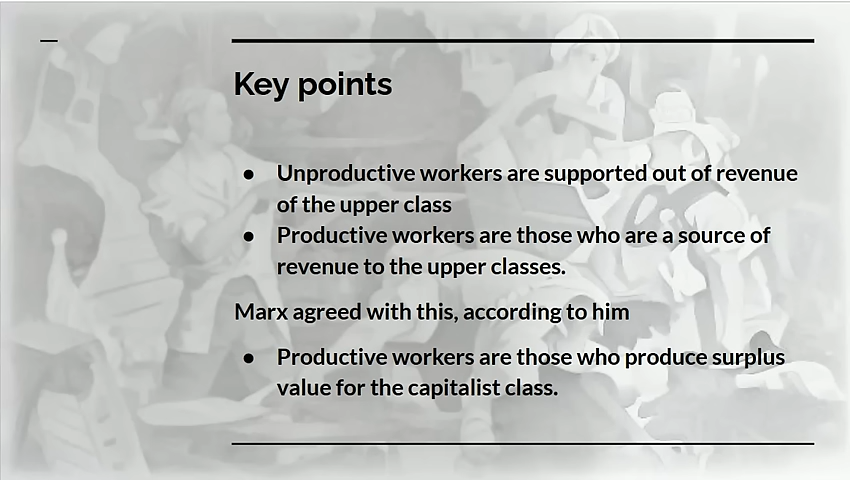 Key points
● Unproductive workers are supported out of revenue
of the upper class
● Productive workers are those who are a source of
revenue to the upper classes.
Marx agreed with this, according to him
● Productive workers are those who produce surplus
value for the capitalist class.